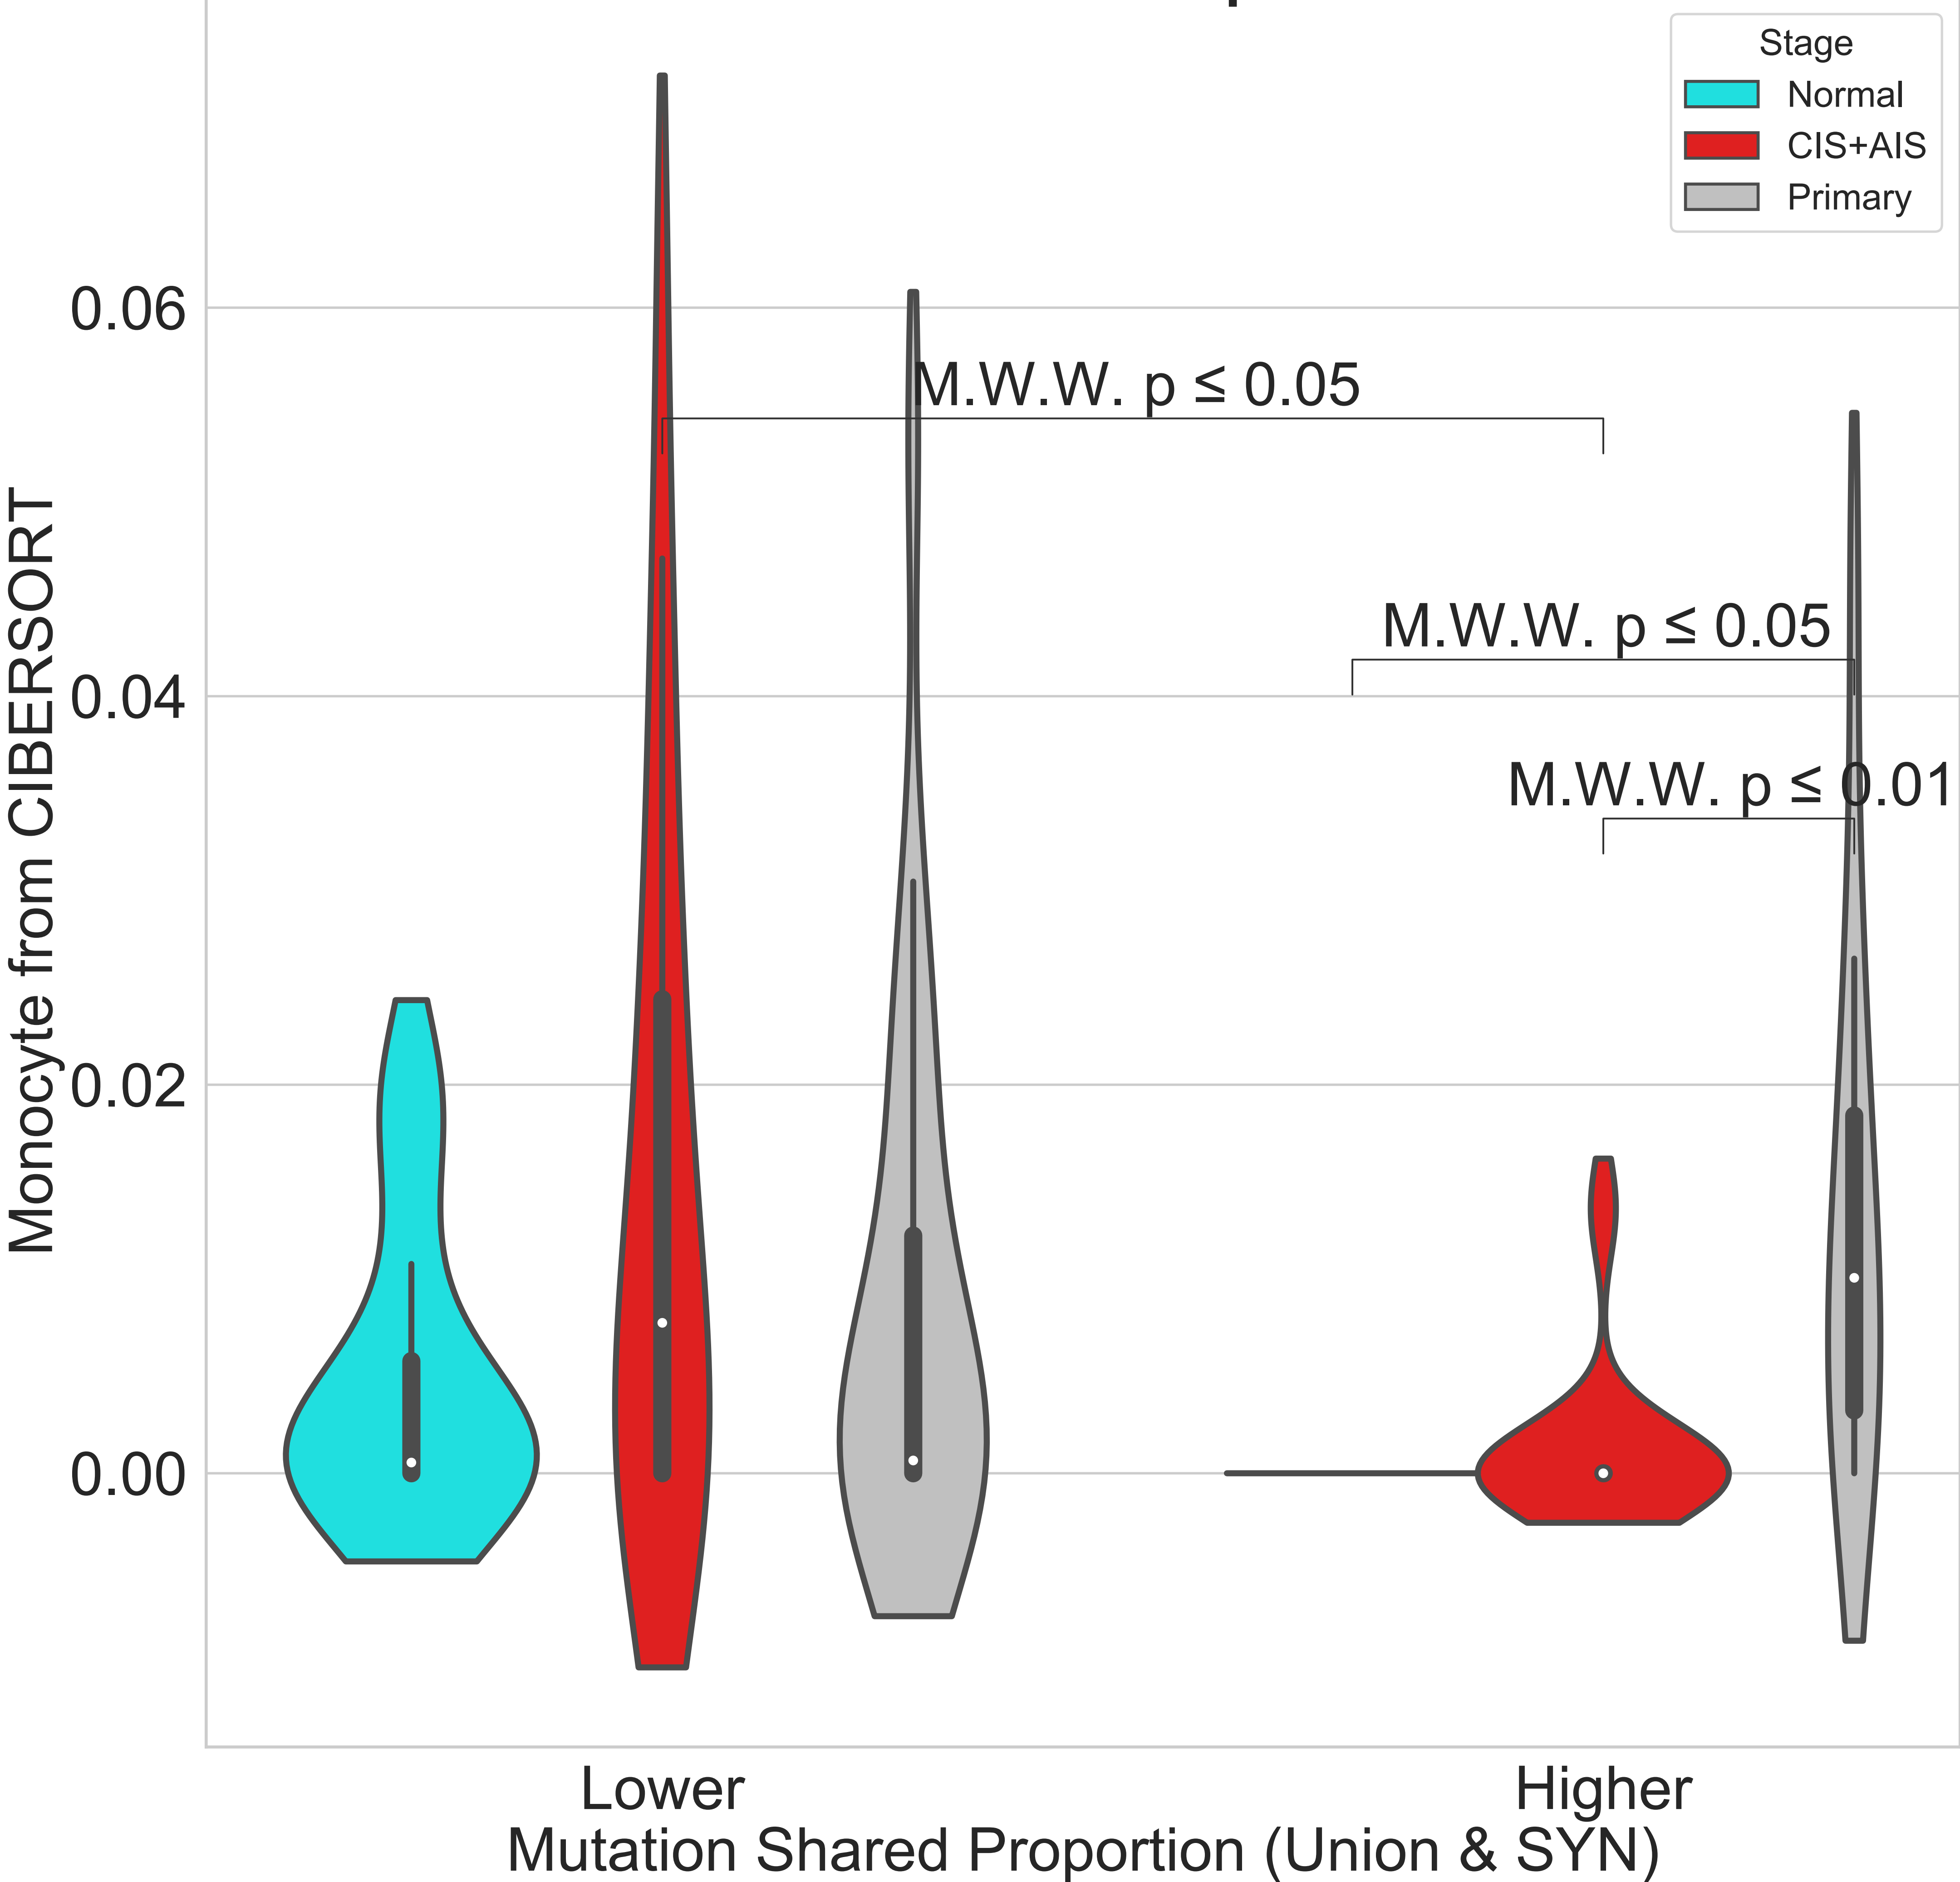 Stage
Normal
CIS+AIS
Primary
0.06
0.04
0.02
0.00
Monocyte from CIBERSORT
M.W.W. p ≤ 0.05
M.W.W. p ≤ 0.05
M.W.W. p ≤ 0.01
Lower
Higher
Mutation Shared Proportion (Union & SYN)